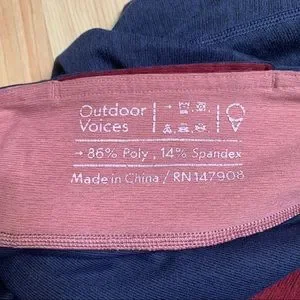 Outdoor
Voices
→ 86% Poly, 14% Spandex
Made in China / RN147908